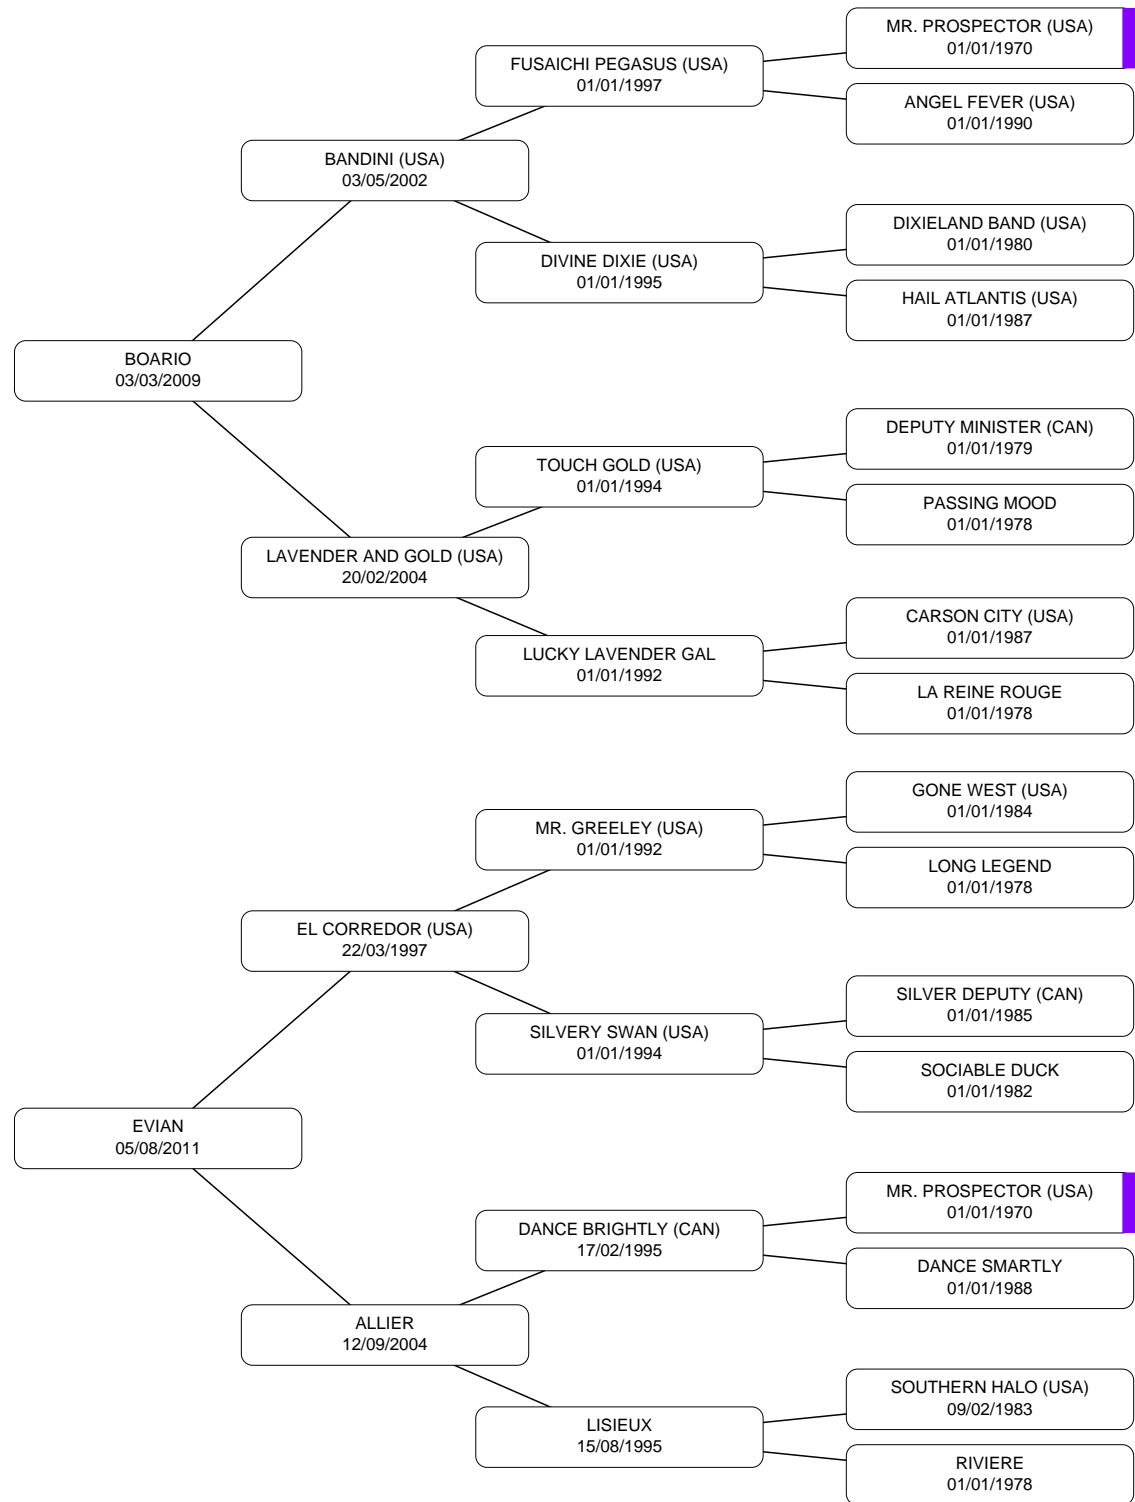 MR. PROSPECTOR (USA)
01/01/1970
FUSAICHI PEGASUS (USA)
01/01/1997
ANGEL FEVER (USA)
01/01/1990
BANDINI (USA)
03/05/2002
DIXIELAND BAND (USA)
01/01/1980
DIVINE DIXIE (USA)
01/01/1995
HAIL ATLANTIS (USA)
01/01/1987
BOARIO
03/03/2009
DEPUTY MINISTER (CAN)
01/01/1979
TOUCH GOLD (USA)
01/01/1994
PASSING MOOD
01/01/1978
LAVENDER AND GOLD (USA)
20/02/2004
CARSON CITY (USA)
01/01/1987
LUCKY LAVENDER GAL
01/01/1992
LA REINE ROUGE
01/01/1978
GONE WEST (USA)
01/01/1984
MR. GREELEY (USA)
01/01/1992
LONG LEGEND
01/01/1978
EL CORREDOR (USA)
22/03/1997
SILVER DEPUTY (CAN)
01/01/1985
SILVERY SWAN (USA)
01/01/1994
SOCIABLE DUCK
01/01/1982
EVIAN
05/08/2011
MR. PROSPECTOR (USA)
01/01/1970
DANCE BRIGHTLY (CAN)
17/02/1995
DANCE SMARTLY
01/01/1988
ALLIER
12/09/2004
SOUTHERN HALO (USA)
09/02/1983
LISIEUX
15/08/1995
RIVIERE
01/01/1978